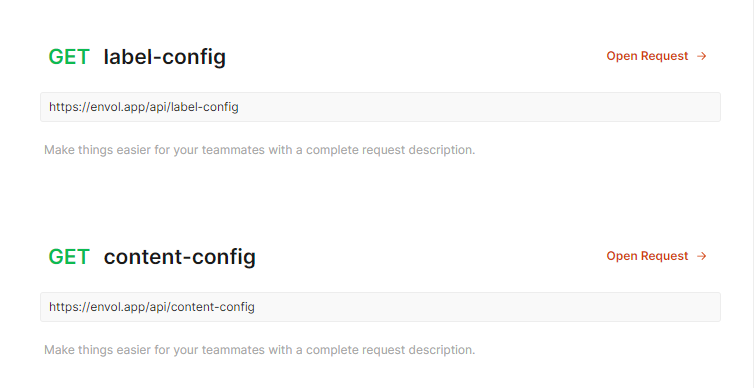 GET label-config Open Request →
https://envol.app/api/label-config
Make things easier for your teammates with a complete request description.
GET content-config Open Request →
https://envol.app/api/content-config
Make things easier for your teammates with a complete request description.